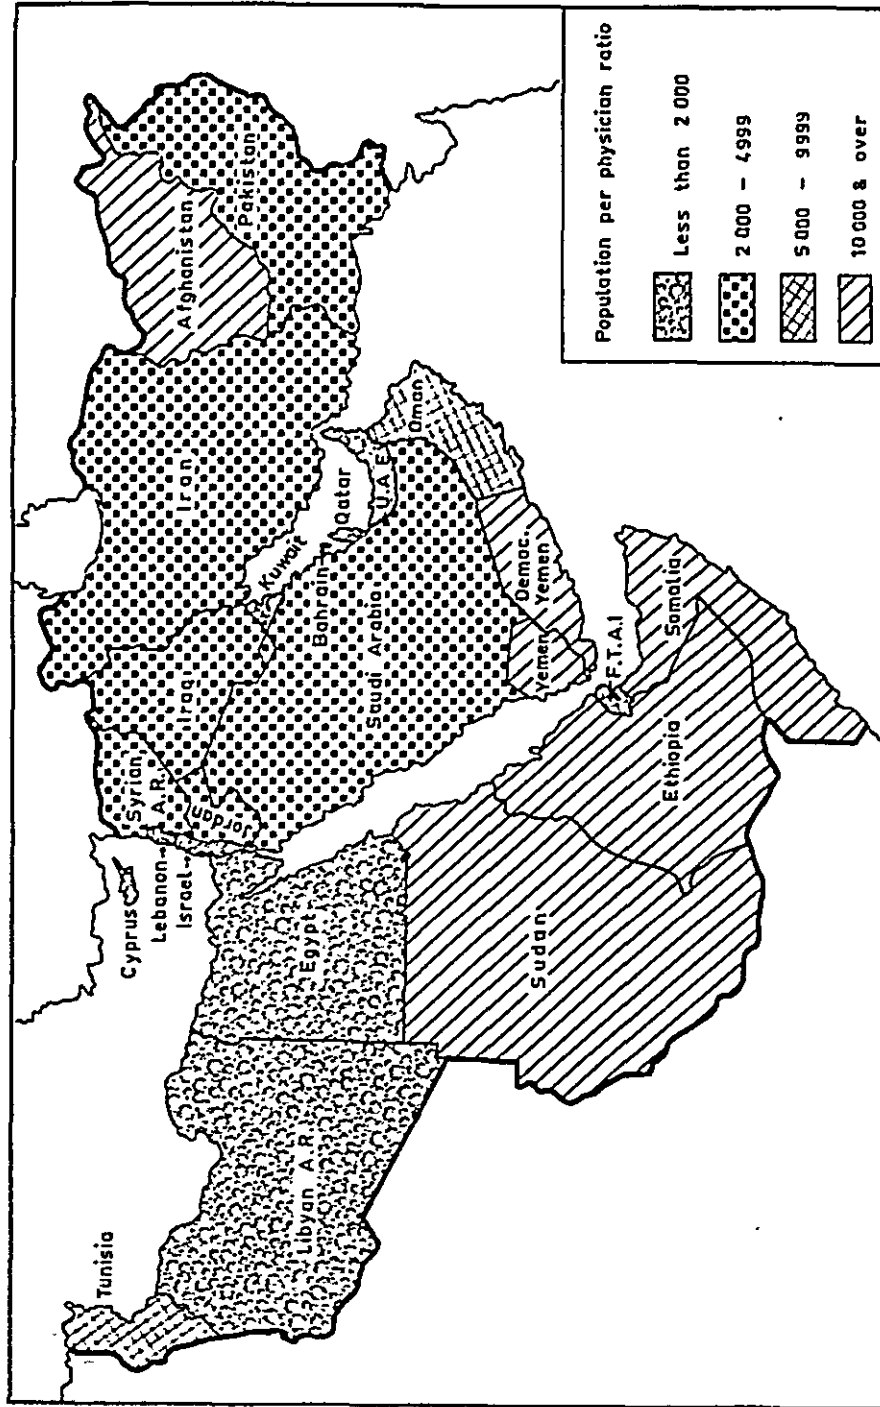 Tunisia
Libyan A.R.
Egypt
Cyprus
Lebanon
Israel
Syrian
A.R.
Jordan
Iraq
Iran
Afghanistan
Pakistan
Kuwait
Bahrain
Qatar
U.A.E
Oman
Saudi Arabia
Yemen
Democ.
Yemen
F.T.A.I
Somalia
Ethiopia
Sudan
Population per physician ratio
Less than 2 000
2 000 – 4999
5 000 – 9999
10 000 & over